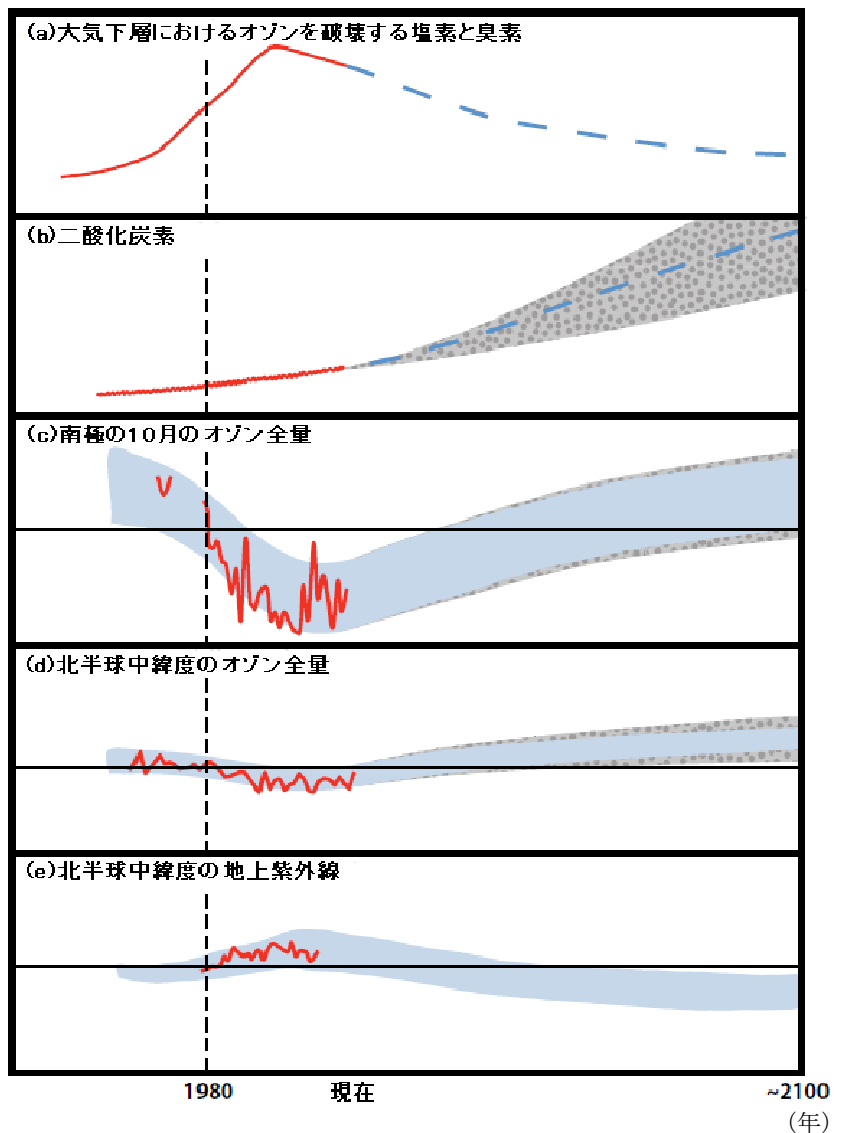 (a)大気下層におけるオゾンを破壊する塩素と臭素
(b)二酸化炭素
(c)南極の10月のオゾン全量
(d)北半球中緯度のオゾン全量
(e)北半球中緯度の地上紫外線
1980 現在 ~2100
(年)